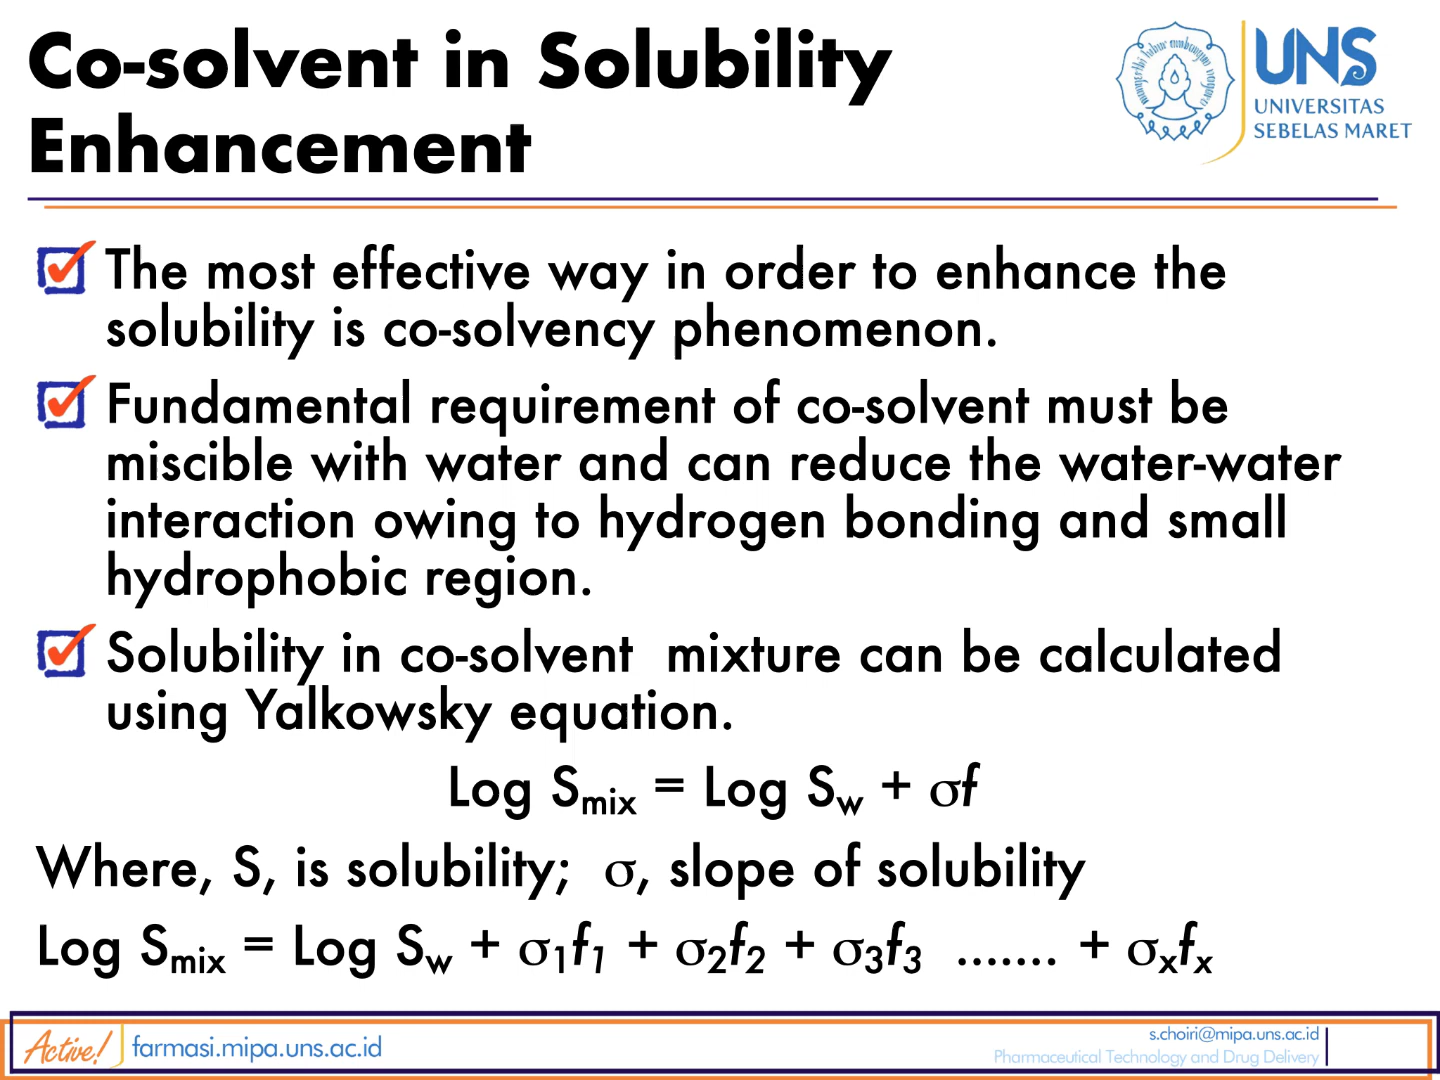 Co-solvent in Solubility
Enhancement
UNS
UNIVERSITAS
SEBELAS MARET
The most effective way in order to enhance the
solubility is co-solvency phenomenon.
Fundamental requirement of co-solvent must be
miscible with water and can reduce the water-water
interaction owing to hydrogen bonding and small
hydrophobic region.
Solubility in co-solvent mixture can be calculated
using Yalkowsky equation.
Log Smix = Log Sw + σf
Where, S, is solubility; σ, slope of solubility
Log Smix = Log Sw + σ1f1 + σ2f2 + σ3f3 ....... + σxfx
Active!
farmasi.mipa.uns.ac.id
s.choiri@mipa.uns.ac.id
Pharmaceutical Technology and Drug Delivery